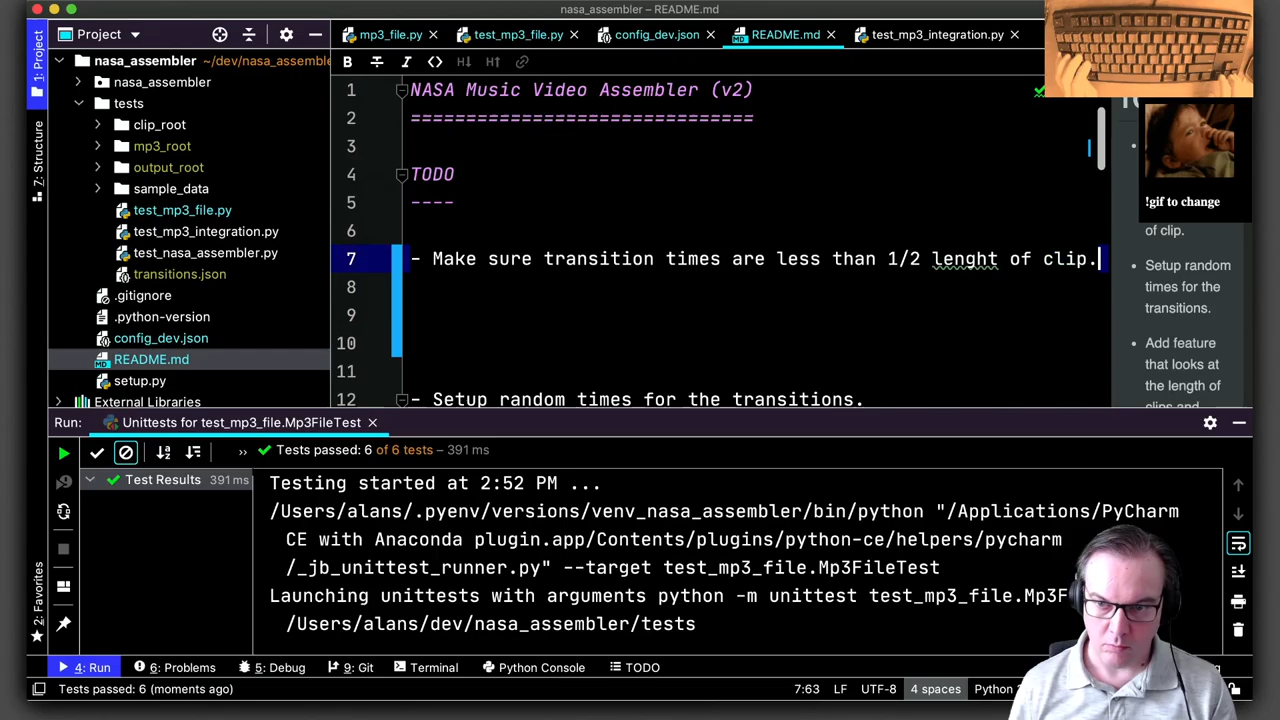 nasa_assembler – README.md
Project
mp3_file.py
test_mp3_file.py
config_dev.json
README.md
test_mp3_integration.py
1: Project
7: Structure
2: Favorites
nasa_assembler ~/dev/nasa_assemble
nasa_assembler
tests
clip_root
mp3_root
output_root
sample_data
test_mp3_file.py
test_mp3_integration.py
test_nasa_assembler.py
transitions.json
.gitignore
.python-version
config_dev.json
README.md
setup.py
External Libraries
1 NASA Music Video Assembler (v2)
2 ===============================
3
4 TODO
5 ----
6
7 - Make sure transition times are less than 1/2 lenght of clip.
8
9
10
11
12 - Setup random times for the transitions.
!gif to change
of clip.
• Setup random
times for the
transitions.
• Add feature
that looks at
the length of
clips and
Run: Unittests for test_mp3_file.Mp3FileTest
Tests passed: 6 of 6 tests – 391 ms
Test Results 391 ms
Testing started at 2:52 PM ...
/Users/alans/.pyenv/versions/venv_nasa_assembler/bin/python "/Applications/PyCharm
CE with Anaconda plugin.app/Contents/plugins/python-ce/helpers/pycharm
/_jb_unittest_runner.py" --target test_mp3_file.Mp3FileTest
Launching unittests with arguments python -m unittest test_mp3_file.Mp3F
/Users/alans/dev/nasa_assembler/tests
4: Run
6: Problems
5: Debug
9: Git
Terminal
Python Console
TODO
Tests passed: 6 (moments ago)
7:63 LF UTF-8 4 spaces Python